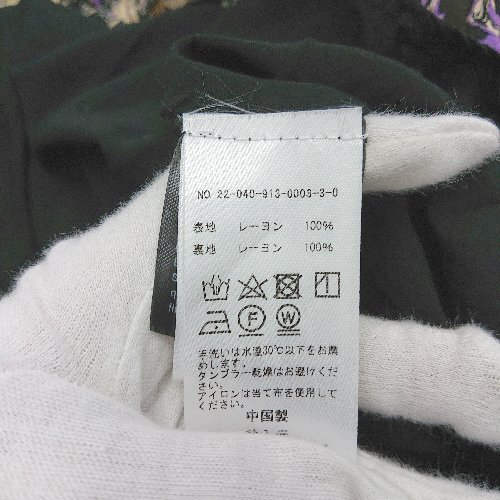 NO 22-040-913-0003-3-0
表地 レーヨン 100%
裏地 レーヨン 100%
F W
手洗いは水温30℃以下をお薦
めします。
タンブラー乾燥はお避けくだ
さい。
アイロンは当て布を使用して
ください。
中国製